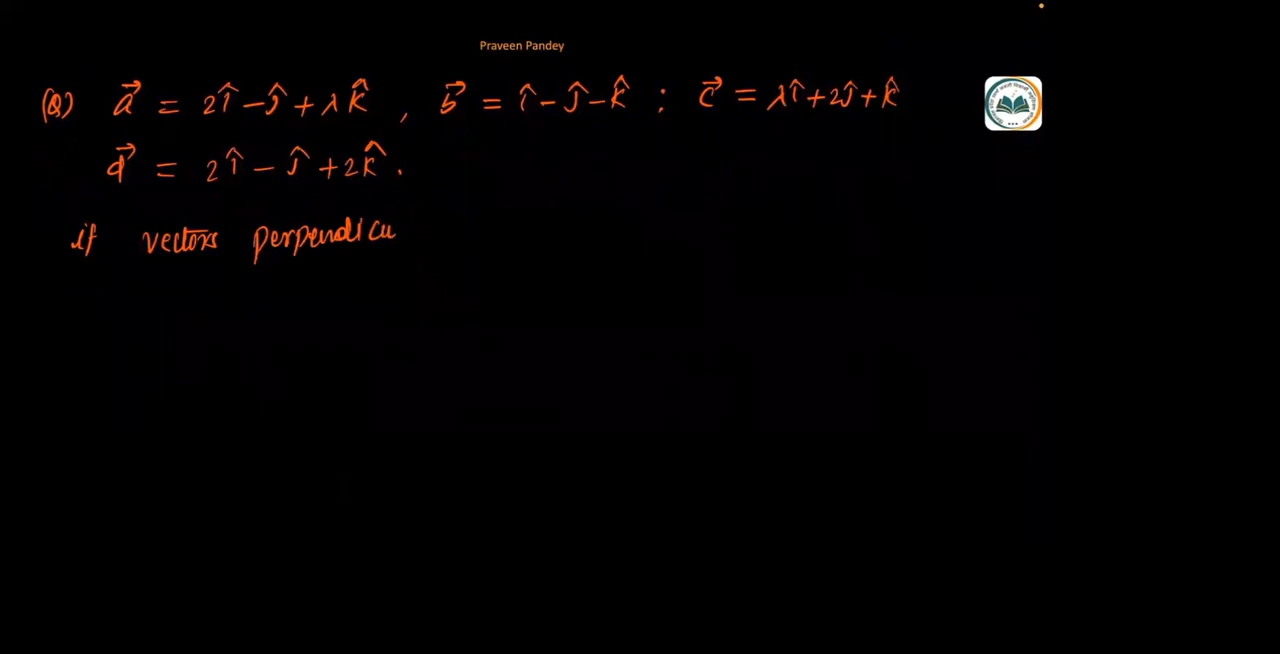 Praveen Pandey
(Q) a⃗ = 2î - ĵ + λk̂ , b⃗ = î - ĵ - k̂ ; c⃗ = λî + 2ĵ + k̂
d⃗ = 2î - ĵ + 2k̂ .
if vectors perpendicu